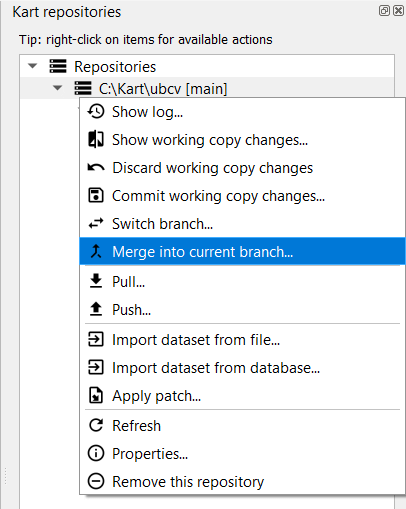 Kart repositories
Tip: right-click on items for available actions
Repositories
C:\Kart\ubcv [main]
Show log...
Show working copy changes...
Discard working copy changes
Commit working copy changes...
Switch branch...
Merge into current branch...
Pull...
Push...
Import dataset from file...
Import dataset from database...
Apply patch...
Refresh
Properties...
Remove this repository